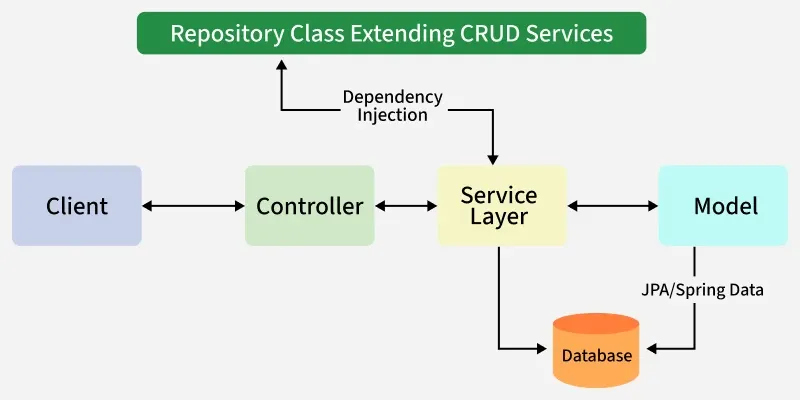 Repository Class Extending CRUD Services
Dependency
Injection
Client
Controller
Service
Layer
Model
JPA/Spring Data
Database